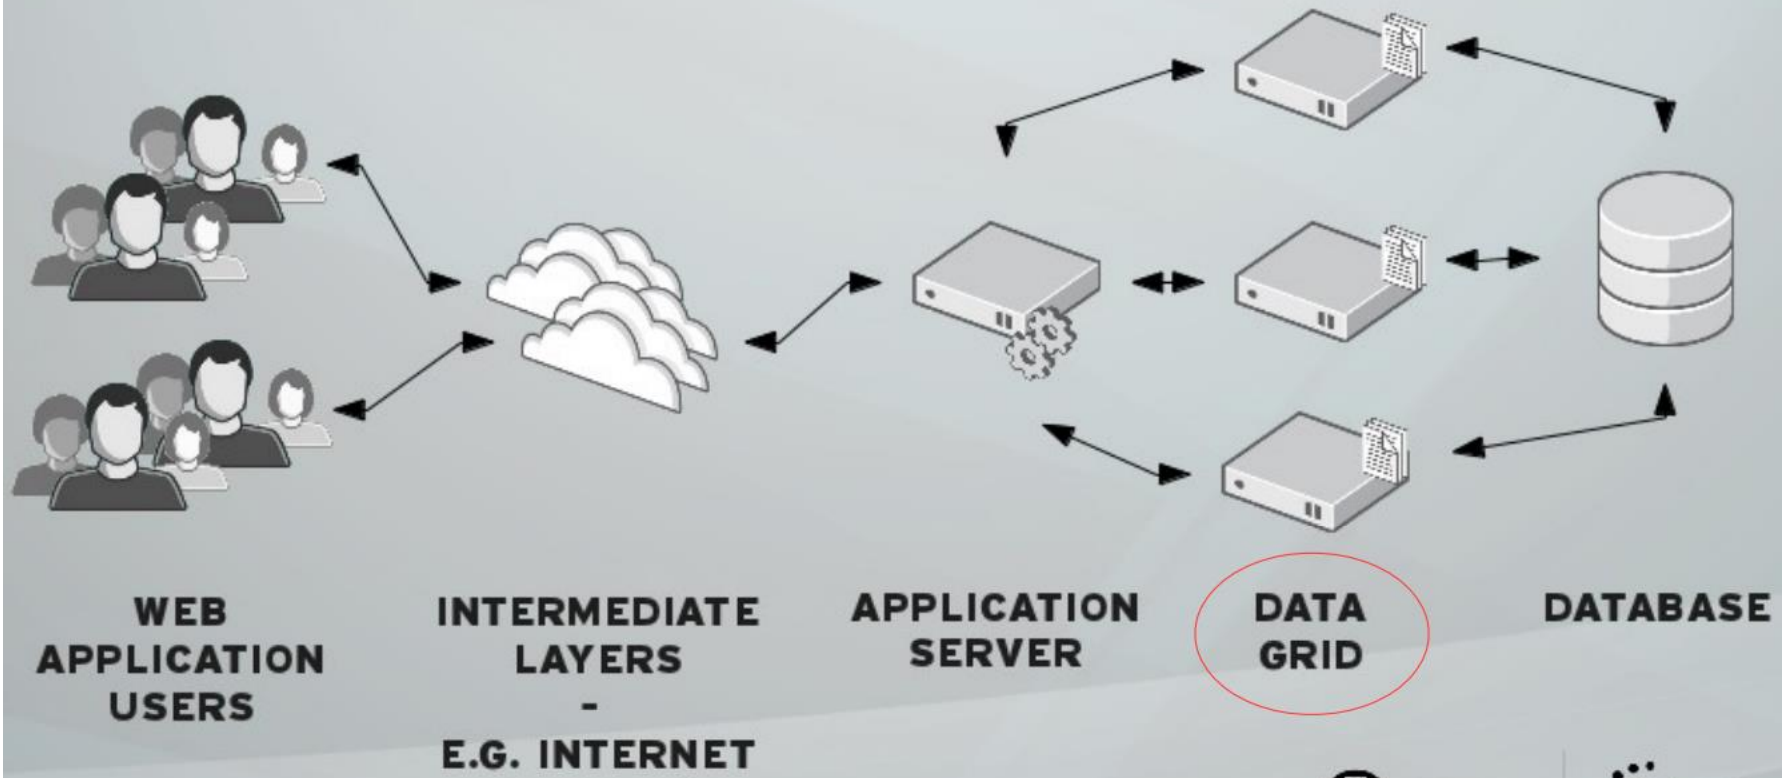 WEB
APPLICATION
USERS
INTERMEDIATE
LAYERS
-
E.G. INTERNET
APPLICATION
SERVER
DATA
GRID
DATABASE